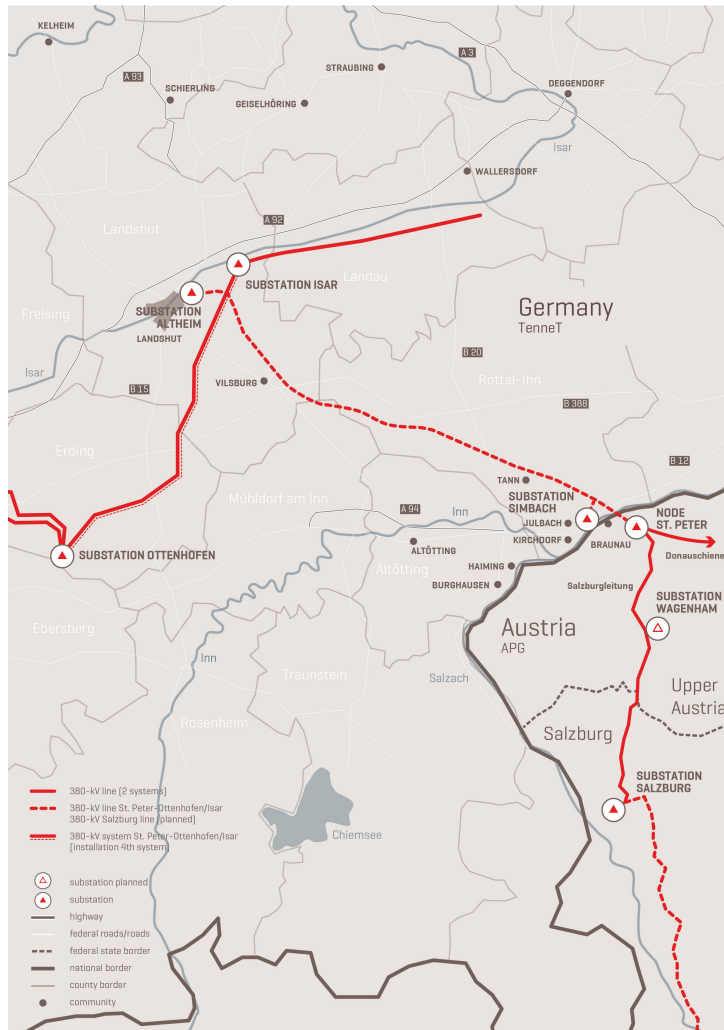 KELHEIM
A 3
STRAUBING
A 93
DEGGENDORF
SCHIERLING
GEISELHÖRING
Isar
WALLERSDORF
A 92
Landshut
Landau
SUBSTATION ISAR
SUBSTATION
ALTHEIM
LANDSHUT
Freising
Germany
TenneT
Isar
B 20
B 15
VILSBURG
Rottal-Inn
B 388
Erding
B 12
TANN
Mühldorf am Inn
SUBSTATION
SIMBACH
A 94
Inn
JULBACH
NODE
ST. PETER
KIRCHDORF
BRAUNAU
ALTÖTTING
Donauschiene
SUBSTATION OTTENHOFEN
Altötting
HAIMING
BURGHAUSEN
Salzburgleitung
SUBSTATION
WAGENHAM
Ebersberg
Austria
APG
Inn
Traunstein
Salzach
Upper
Austria
Rosenheim
Salzburg
SUBSTATION
SALZBURG
Chiemsee
380-kV line (2 systems)
380-kV line St. Peter-Ottenhofen/Isar
380-kV Salzburg line (planned)
380-kV system St. Peter-Ottenhofen/Isar
(installation 4th system)
substation planned
substation
highway
federal roads/roads
federal state border
national border
county border
community